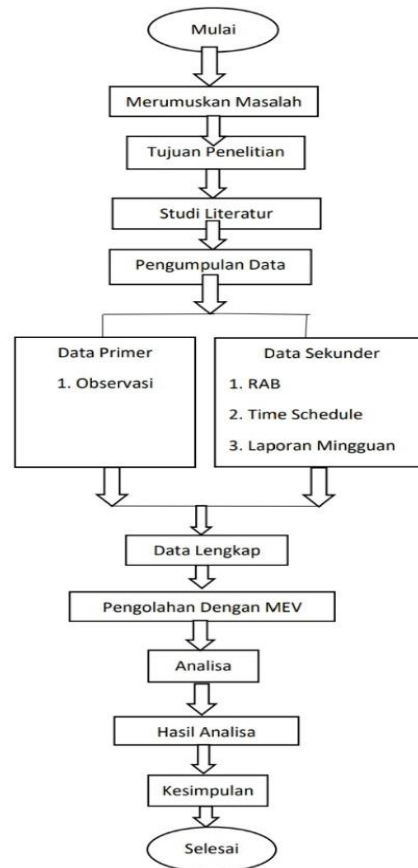 Mulai
Merumuskan Masalah
Tujuan Penelitian
Studi Literatur
Pengumpulan Data
Data Primer
1. Observasi
Data Sekunder
1. RAB
2. Time Schedule
3. Laporan Mingguan
Data Lengkap
Pengolahan Dengan MEV
Analisa
Hasil Analisa
Kesimpulan
Selesai